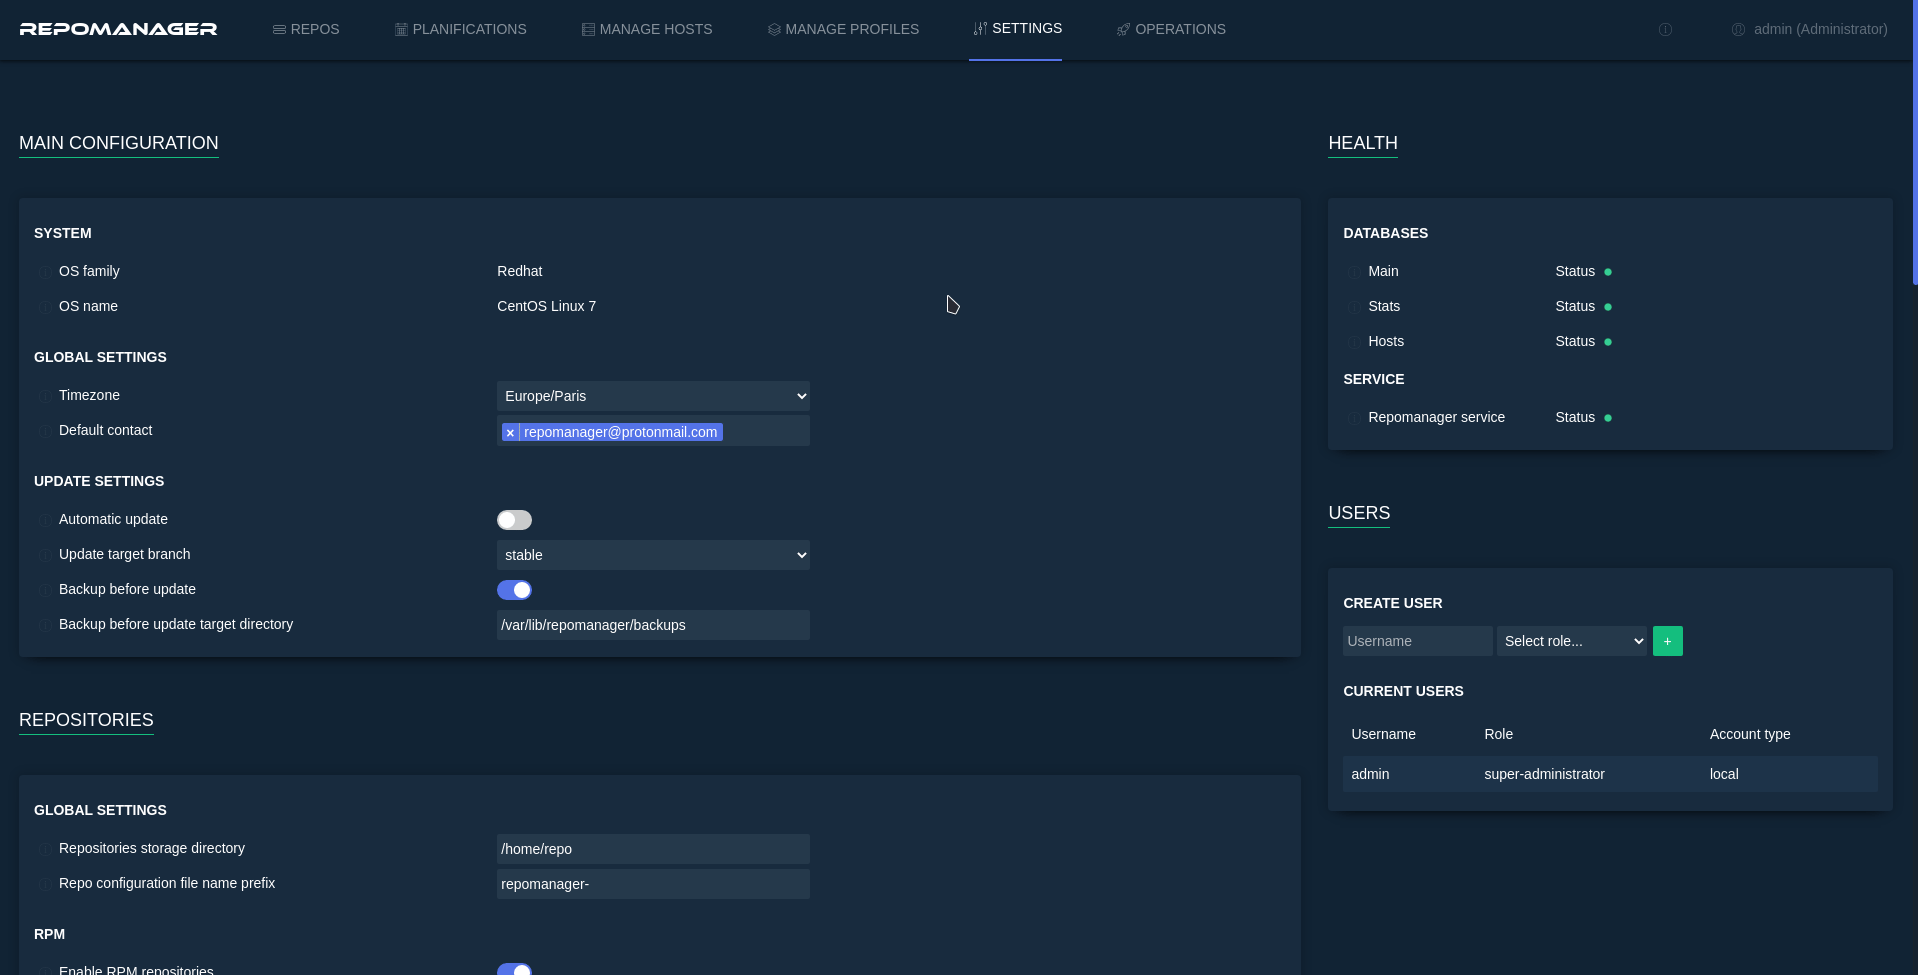 REPOMANAGER REPOS PLANIFICATIONS MANAGE HOSTS MANAGE PROFILES SETTINGS OPERATIONS admin (Administrator)
MAIN CONFIGURATION
SYSTEM
OS family Redhat
OS name CentOS Linux 7
GLOBAL SETTINGS
Timezone Europe/Paris
Default contact × repomanager@protonmail.com
UPDATE SETTINGS
Automatic update
Update target branch stable
Backup before update
Backup before update target directory /var/lib/repomanager/backups
REPOSITORIES
GLOBAL SETTINGS
Repositories storage directory /home/repo
Repo configuration file name prefix repomanager-
RPM
Enable RPM repositories
HEALTH
DATABASES
Main Status
Stats Status
Hosts Status
SERVICE
Repomanager service Status
USERS
CREATE USER
Username Select role... +
CURRENT USERS
Username Role Account type
admin super-administrator local